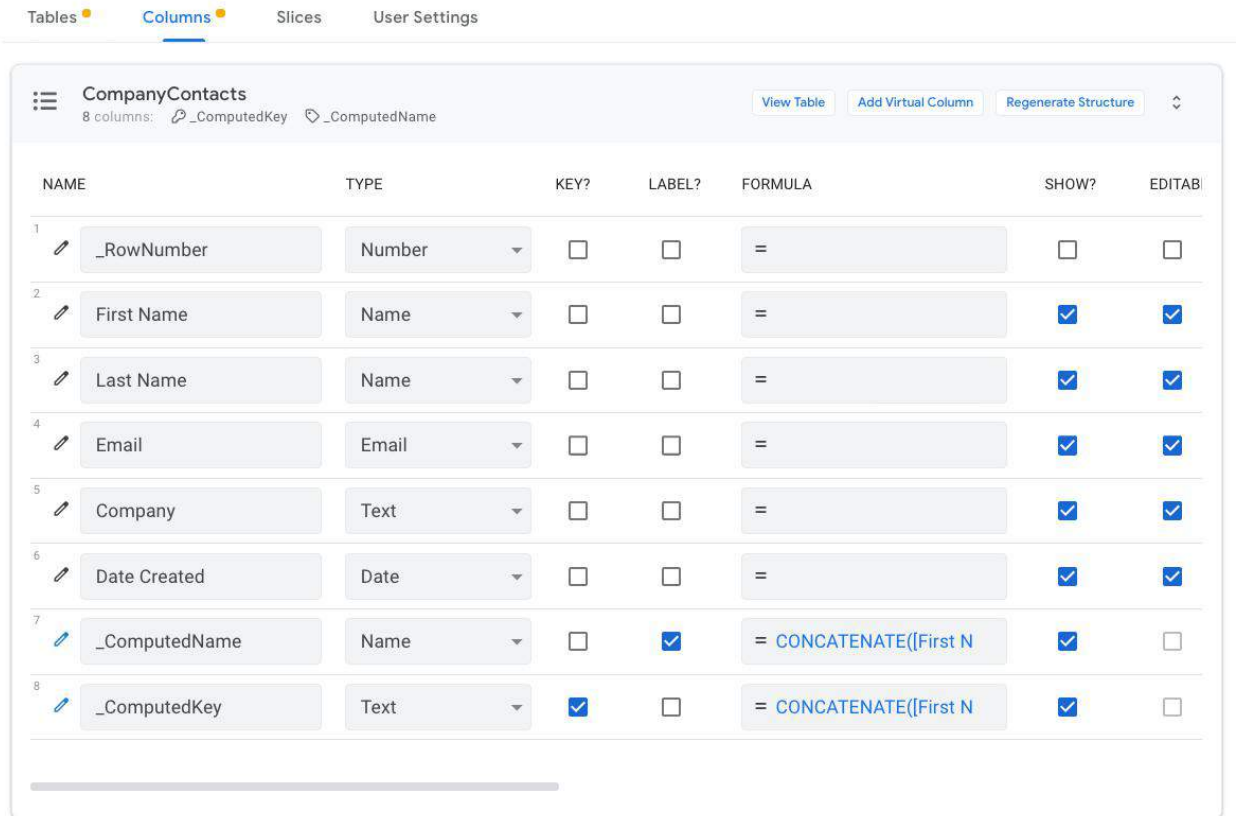 Tables Columns Slices User Settings
CompanyContacts
View Table Add Virtual Column Regenerate Structure
8 columns: _ComputedKey _ComputedName
NAME TYPE KEY? LABEL? FORMULA SHOW? EDITABI
1
_RowNumber Number =
2
First Name Name =
3
Last Name Name =
4
Email Email =
5
Company Text =
6
Date Created Date =
7
_ComputedName Name = CONCATENATE([First N
8
_ComputedKey Text = CONCATENATE([First N